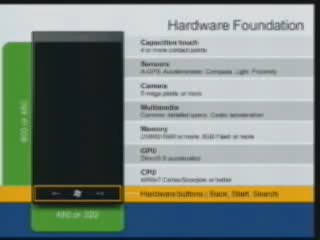 Hardware Foundation
Capacitive touch
4 or more contact points
Sensors
A-GPS, Accelerometer, Compass, Light, Proximity
Camera
5 mega pixels or more
Multimedia
Common detailed specs, Codec acceleration
Memory
256MB RAM or more, 8GB Flash or more
GPU
DirectX 9 acceleration
CPU
ARMv7 Cortex/Scorpion or better
Hardware buttons | Back, Start, Search
800 or 480
480 or 320